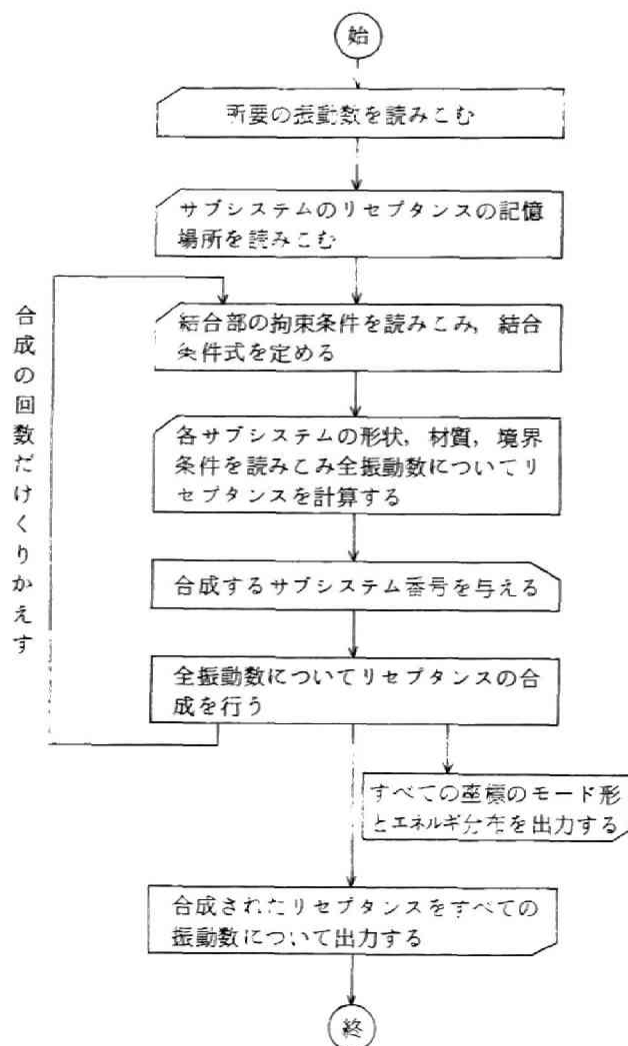 始
所要の振動数を読みこむ
サブシステムのリセプタンスの記憶
場所を読みこむ
合成の回数だけくりかえす
結合部の拘束条件を読みこみ，結合
条件式を定める
各サブシステムの形状，材質，境界
条件を読みこみ全振動数についてリ
セプタンスを計算する
合成するサブシステム番号を与える
全振動数についてリセプタンスの合
成を行う
すべての座標のモード形
とエネルギ分布を出力する
合成されたリセプタンスをすべての
振動数について出力する
終